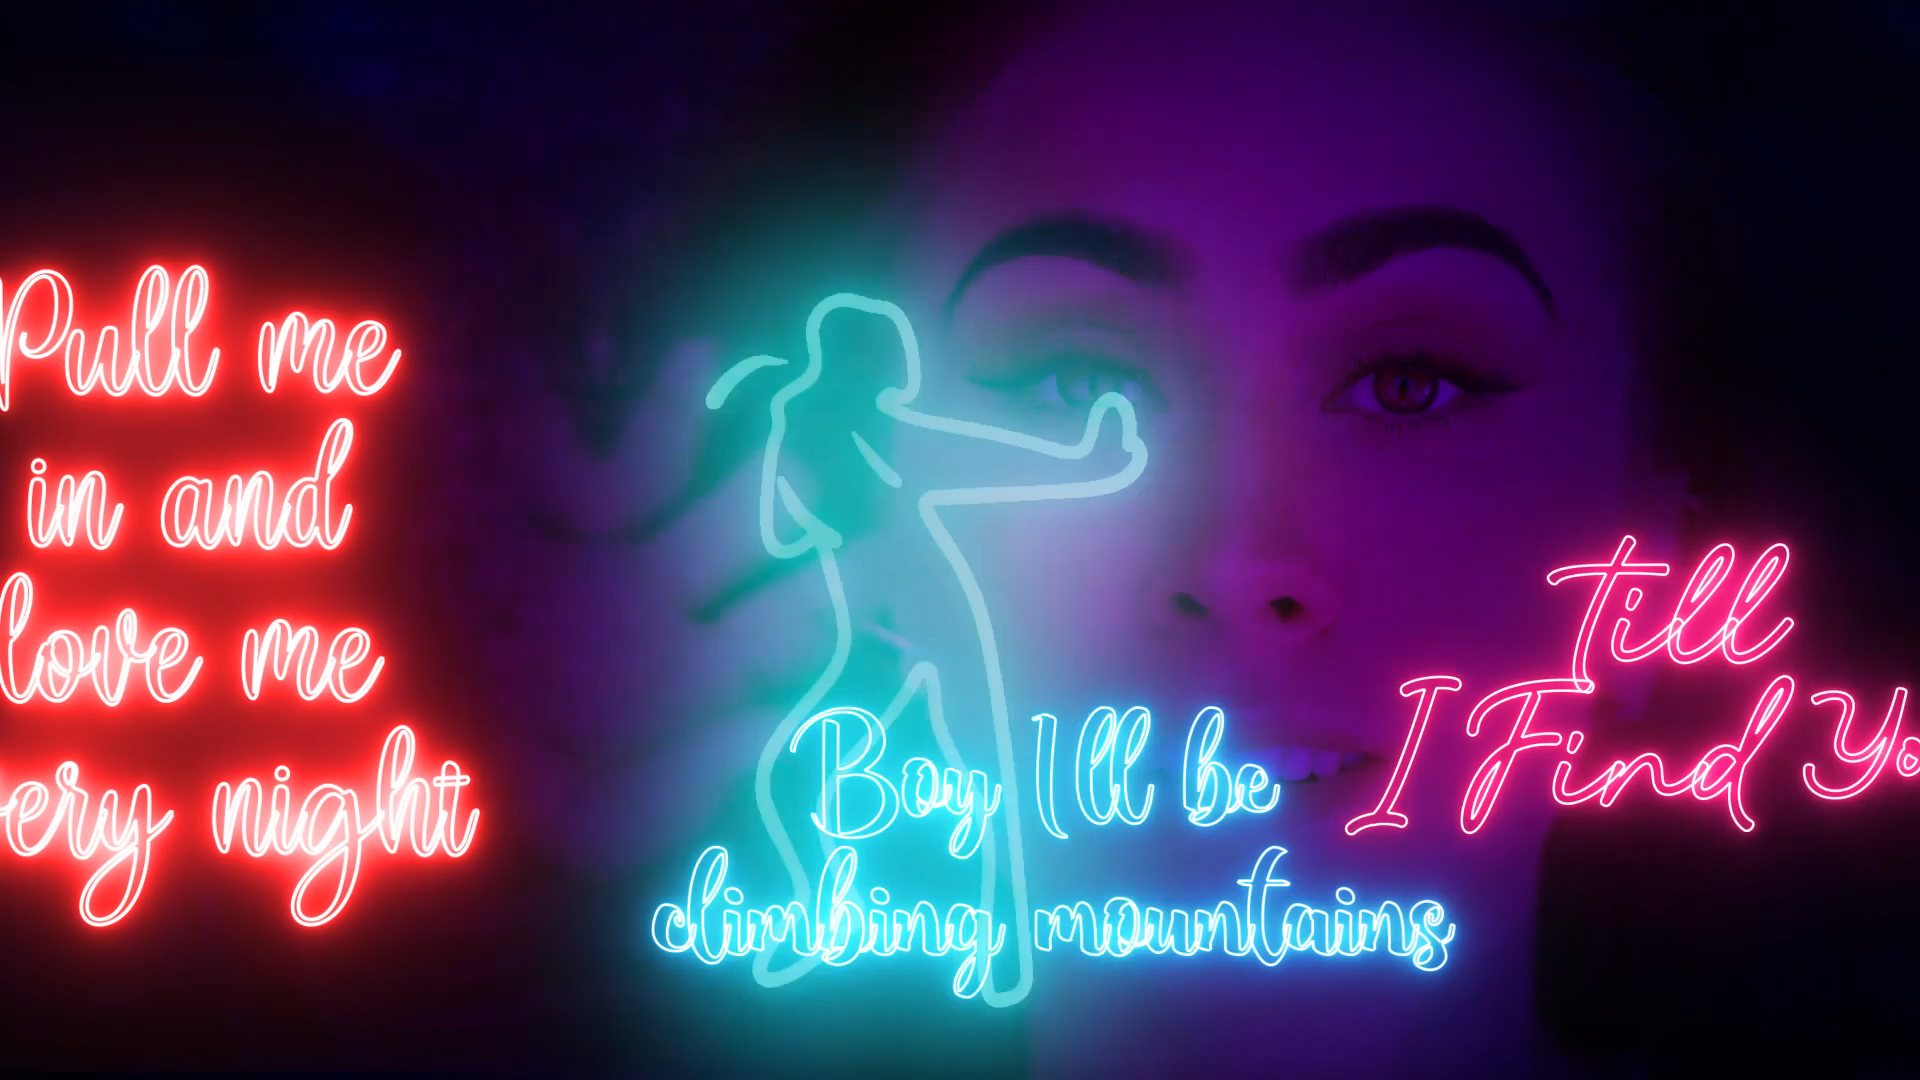 Pull me
in and
love me
ery night
Boy I'll be
climbing mountains
till
I Find Yo